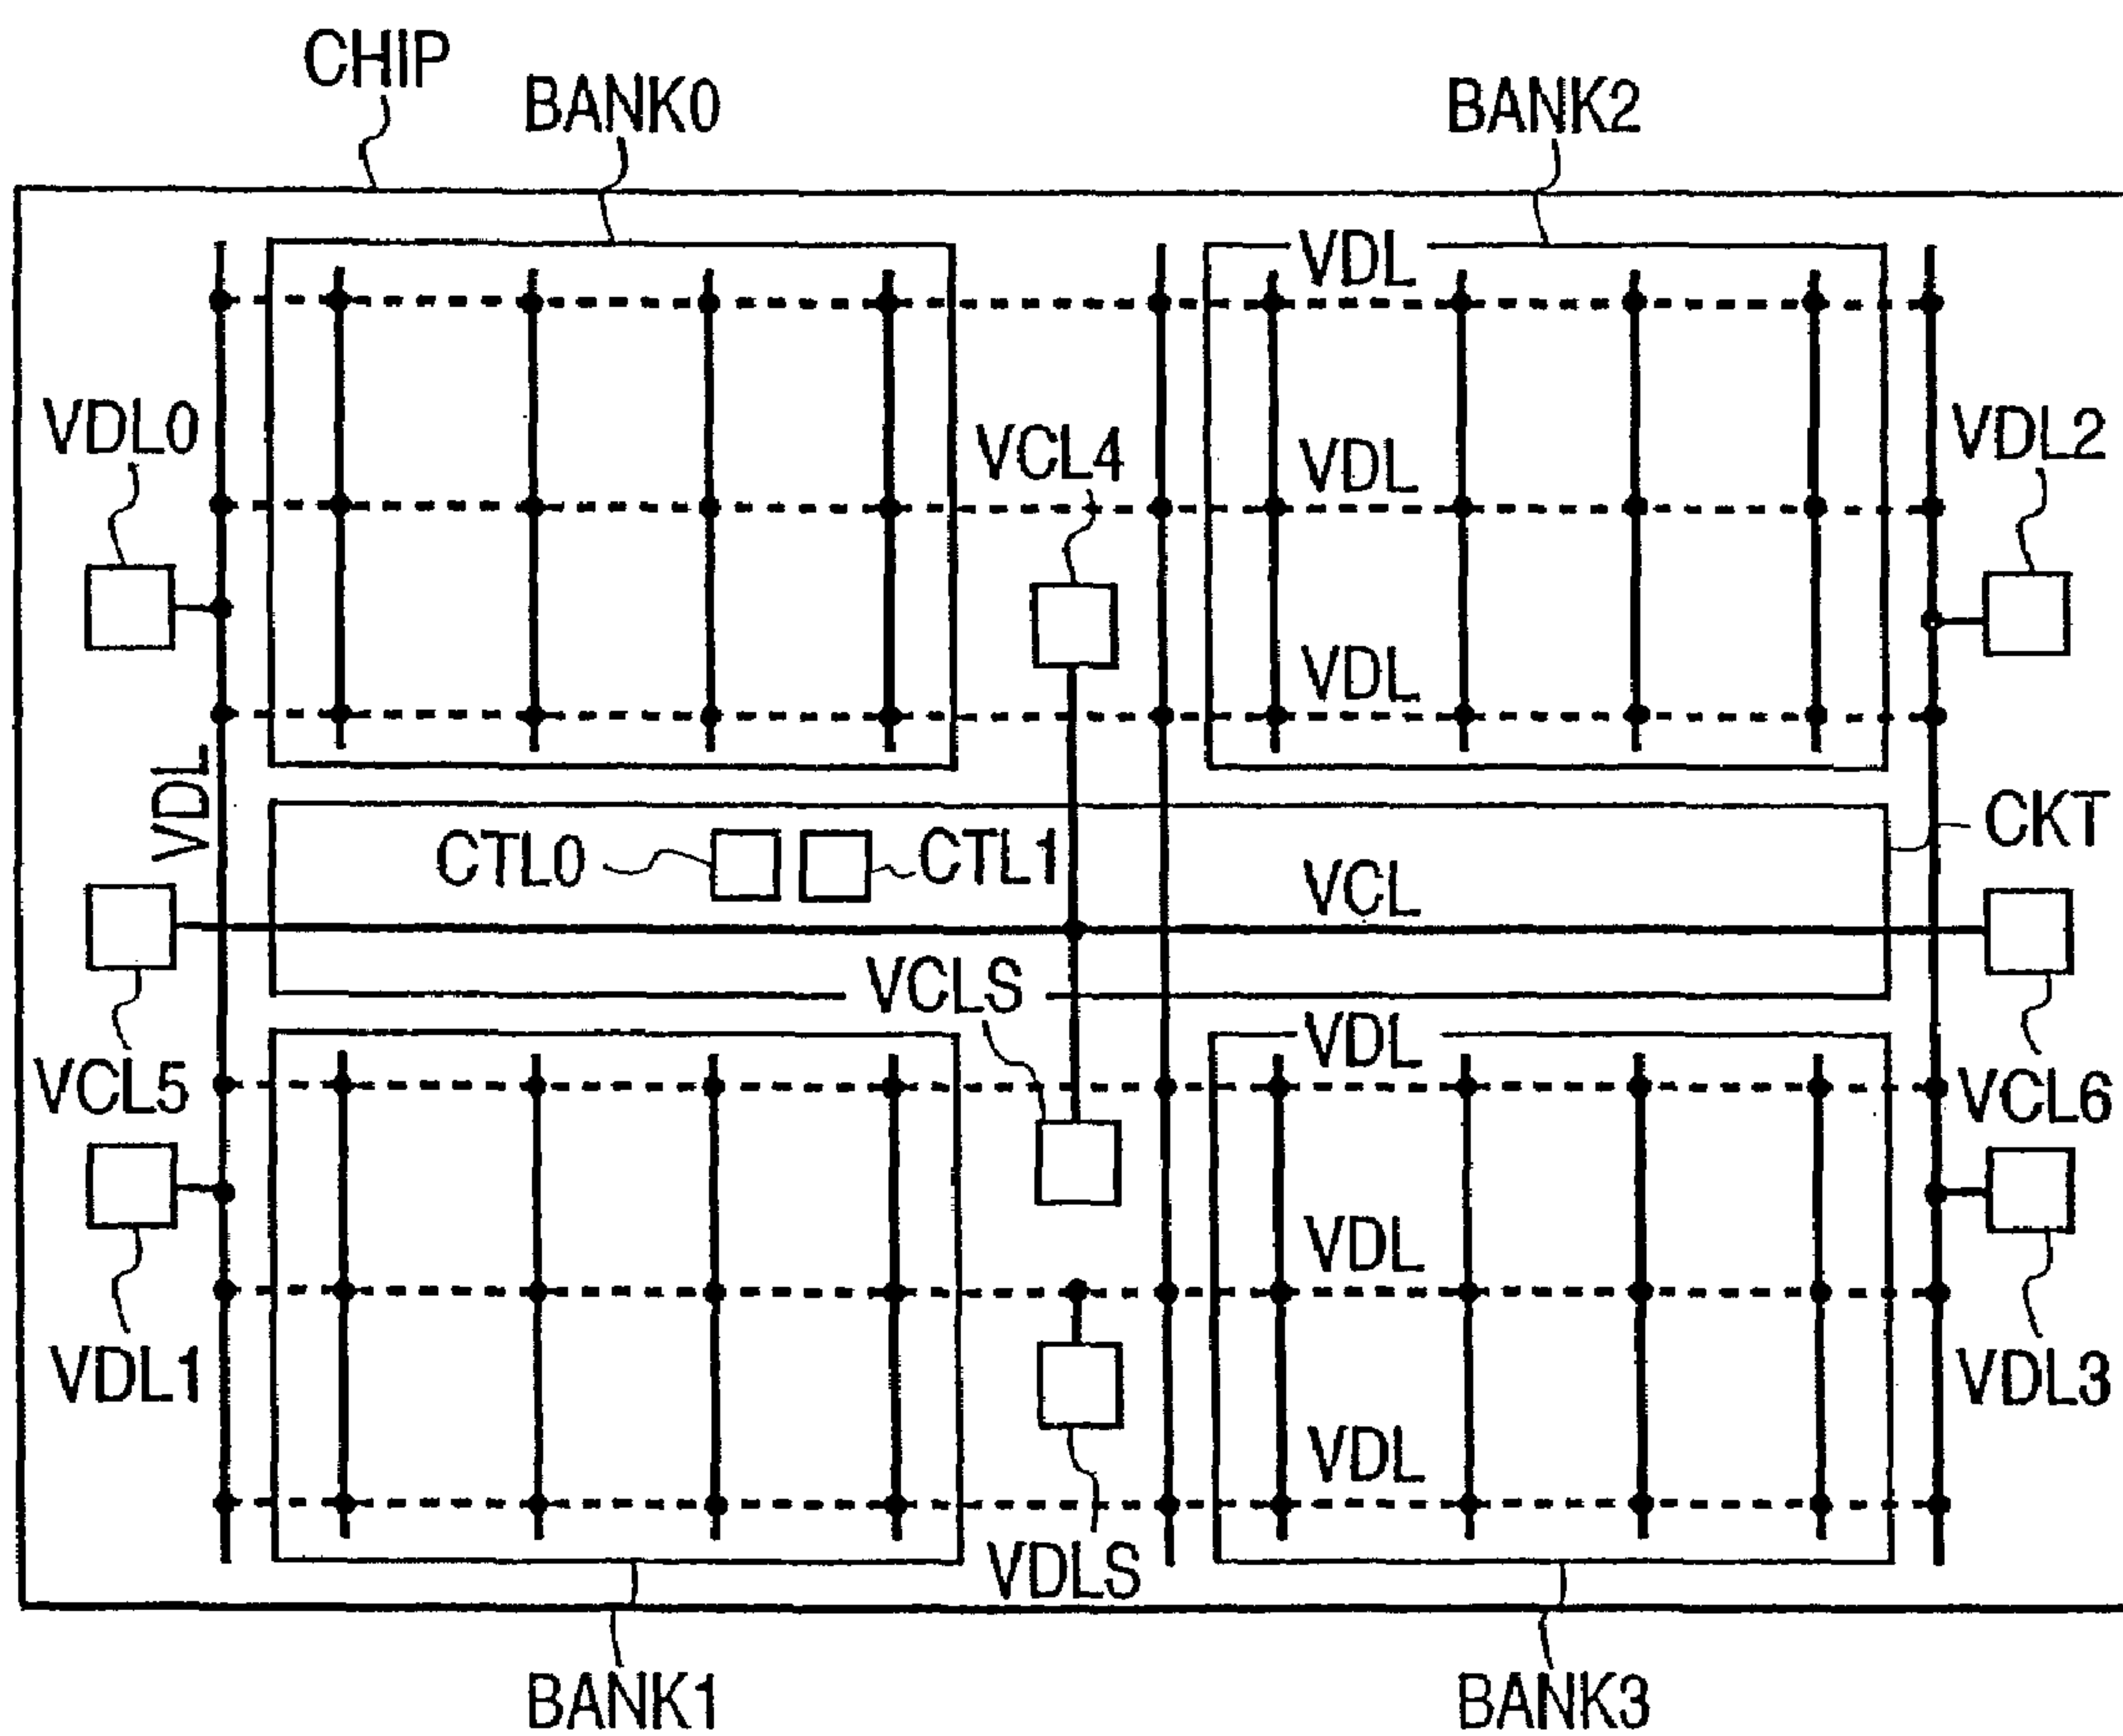 CHIP
BANK0
BANK2
VDL
VDL0
VCL4
VDL
VDL2
VDL
VDL
CTL0
CTL1
VCL
CKT
VCLS
VDL
VCL5
VCL6
VDL
VDL1
VDL3
VDL
VDLS
BANK1
BANK3